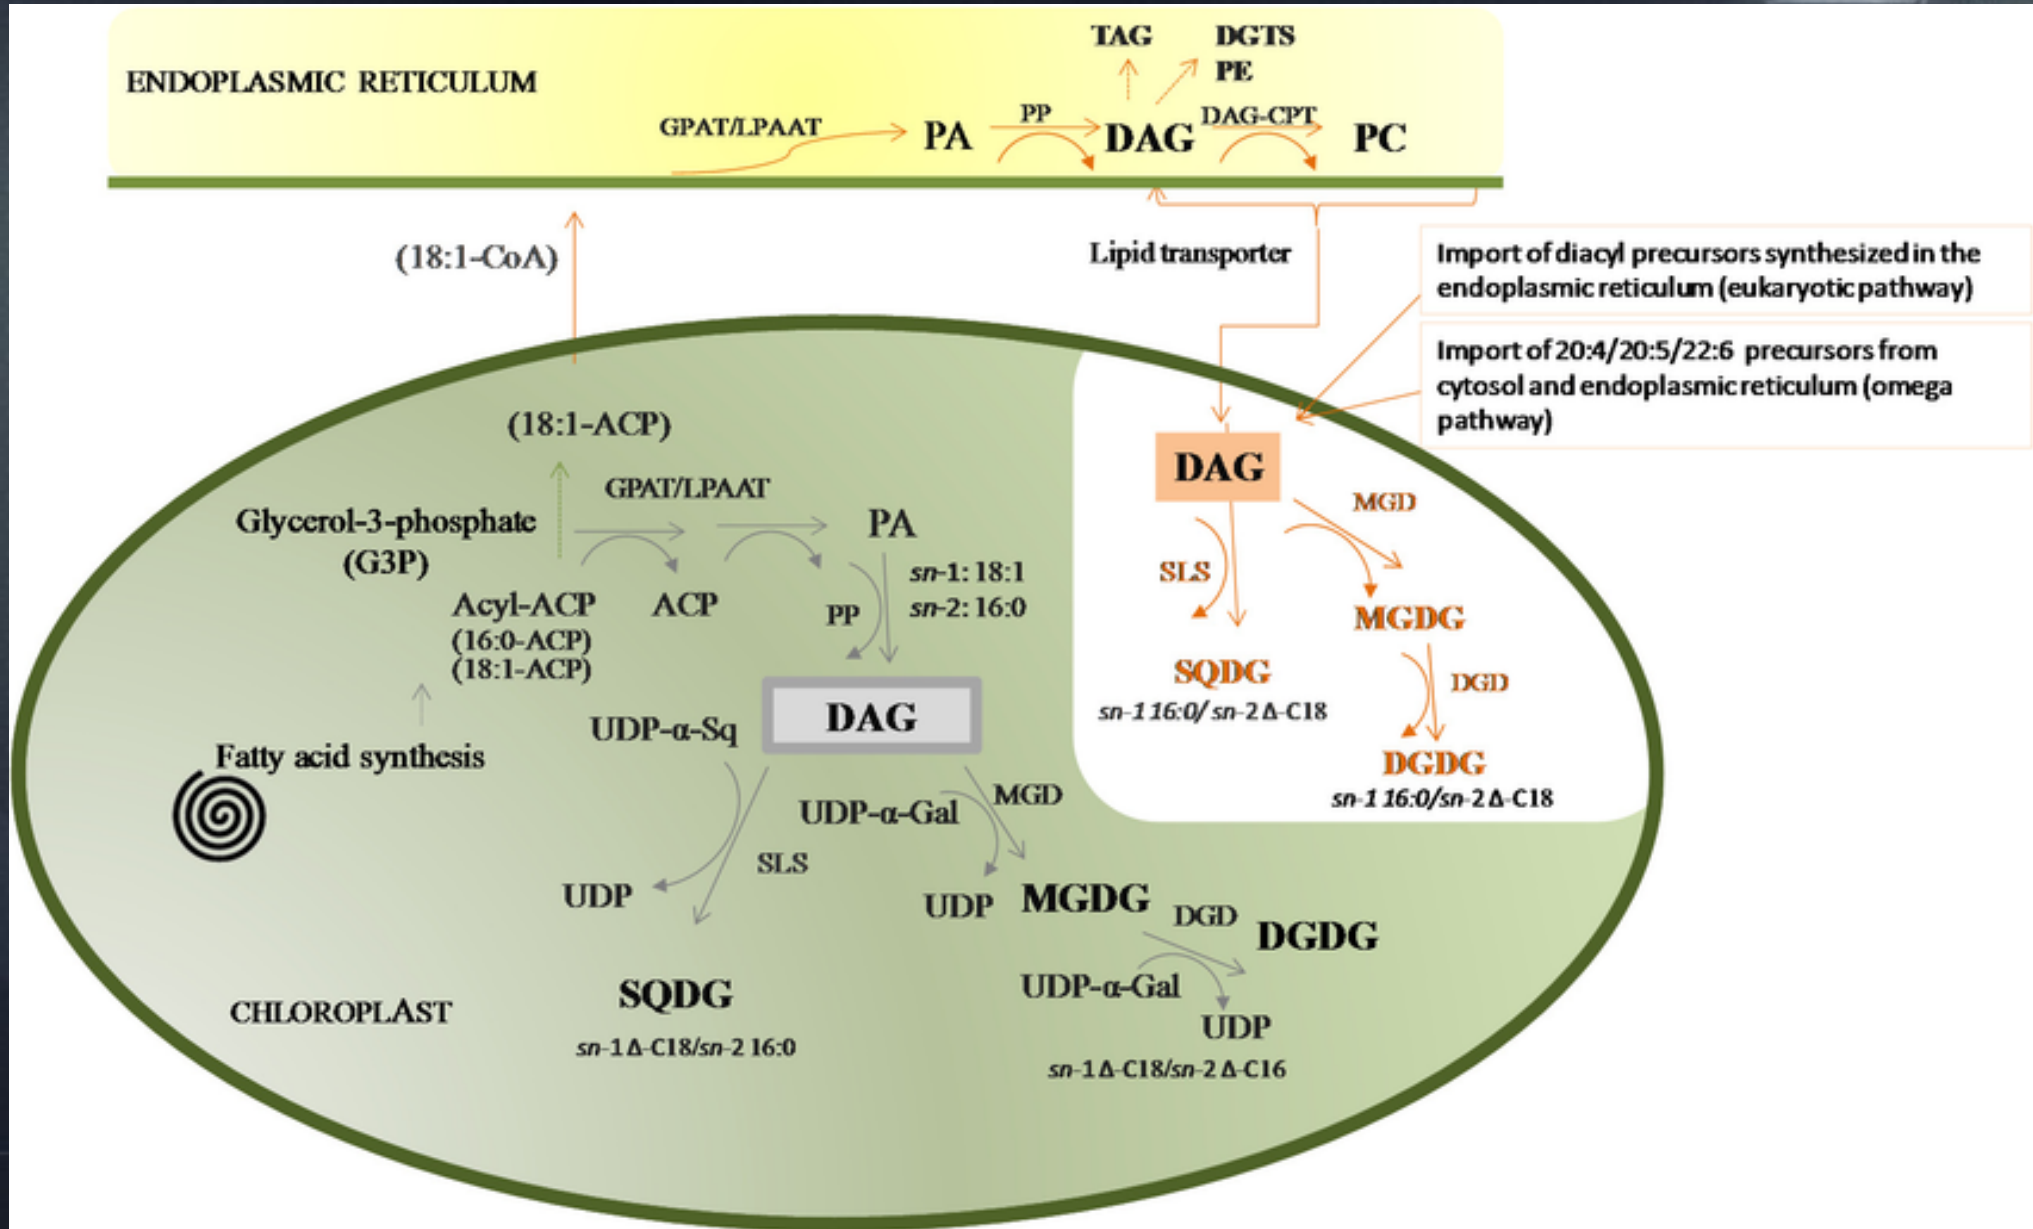 TAG
DGTS
PE
ENDOPLASMIC RETICULUM
GPAT/LPAAT
PA
PP
DAG
DAG-CPT
PC
(18:1-CoA)
Lipid transporter
Import of diacyl precursors synthesized in the
endoplasmic reticulum (eukaryotic pathway)
Import of 20:4/20:5/22:6 precursors from
cytosol and endoplasmic reticulum (omega
pathway)
(18:1-ACP)
GPAT/LPAAT
Glycerol-3-phosphate
(G3P)
PA
sn-1: 18:1
sn-2: 16:0
Acyl-ACP
(16:0-ACP)
(18:1-ACP)
ACP
PP
Fatty acid synthesis
UDP-α-Sq
DAG
UDP-α-Gal
MGD
SLS
UDP
UDP
MGDG
DGD
DGDG
UDP-α-Gal
UDP
sn-1 Δ-C18/sn-2 Δ-C16
SQDG
sn-1 Δ-C18/sn-2 16:0
CHLOROPLAST
DAG
MGD
SLS
MGDG
SQDG
sn-1 16:0/ sn-2 Δ-C18
DGD
DGDG
sn-1 16:0/sn-2 Δ-C18